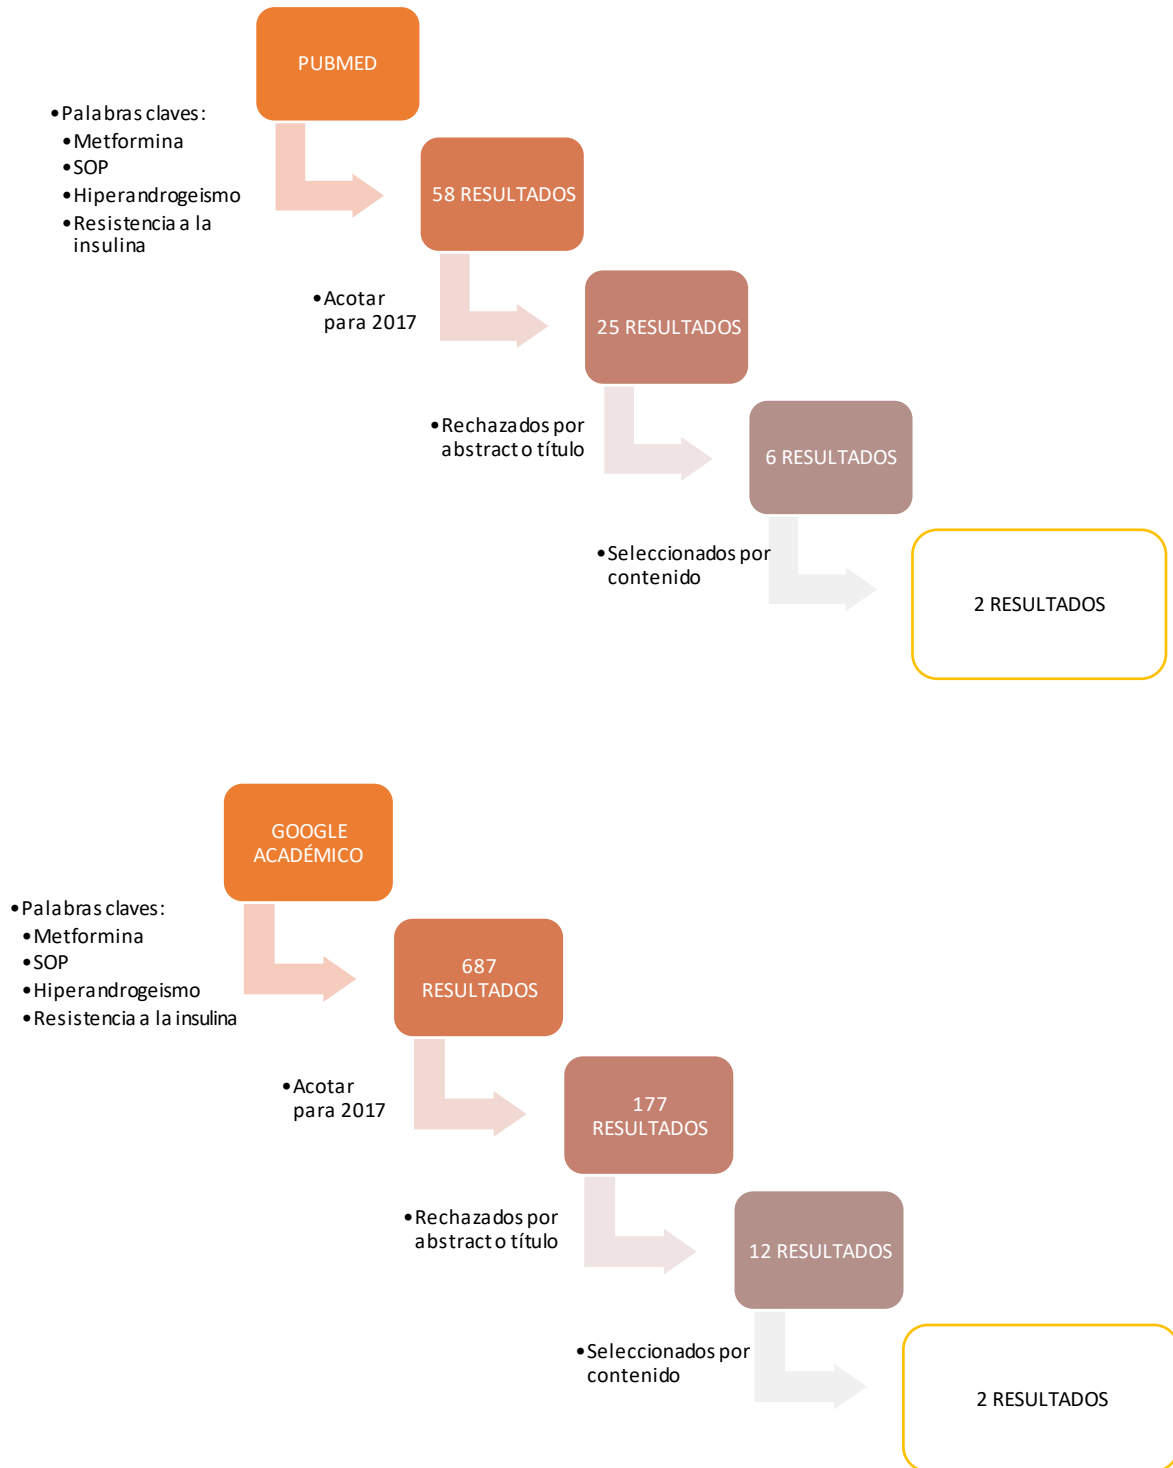 PUBMED
•Palabras claves:
•Metformina
•SOP
•Hiperandrogeismo
•Resistencia a la
insulina
58 RESULTADOS
•Acotar
para 2017
25 RESULTADOS
•Rechazados por
abstract o título
6 RESULTADOS
•Seleccionados por
contenido
2 RESULTADOS
GOOGLE
ACADÉMICO
•Palabras claves:
•Metformina
•SOP
•Hiperandrogeismo
•Resistencia a la insulina
687
RESULTADOS
•Acotar
para 2017
177
RESULTADOS
•Rechazados por
abstract o título
12 RESULTADOS
•Seleccionados por
contenido
2 RESULTADOS